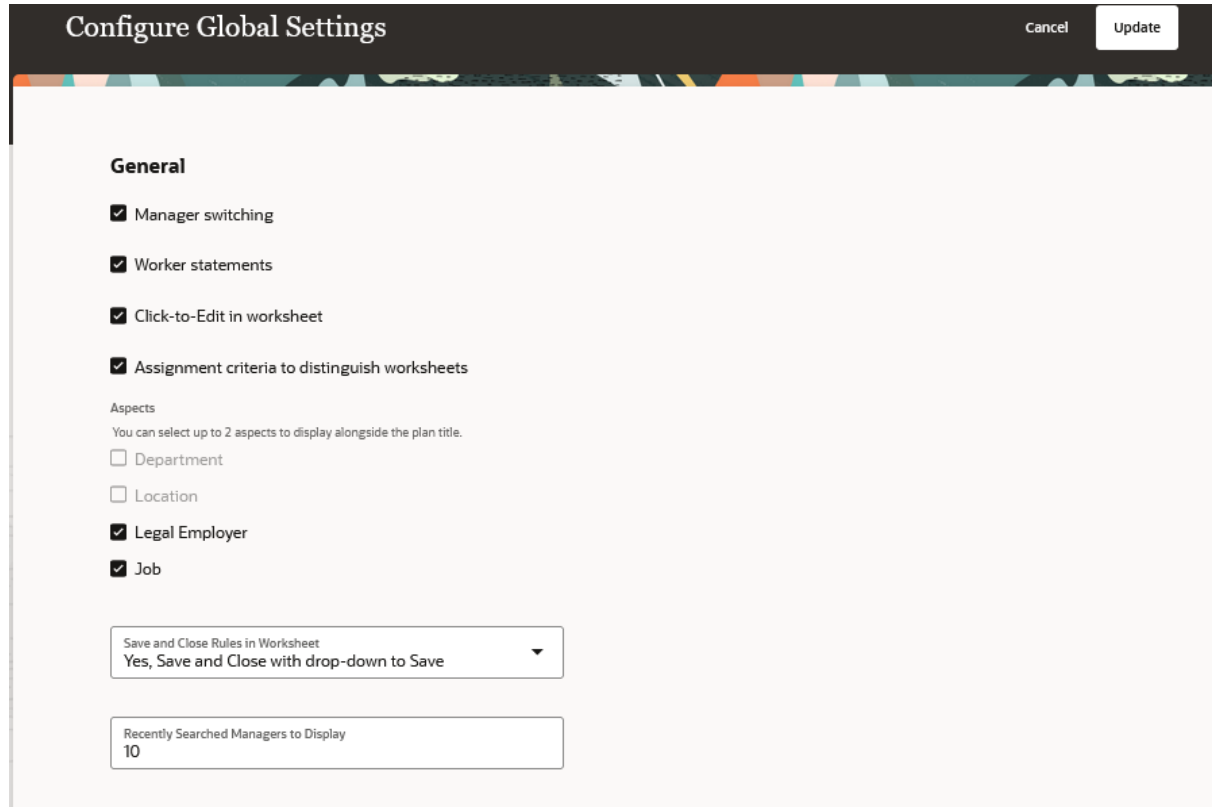 Configure Global Settings
Cancel
Update
General
Manager switching
Worker statements
Click-to-Edit in worksheet
Assignment criteria to distinguish worksheets
Aspects
You can select up to 2 aspects to display alongside the plan title.
Department
Location
Legal Employer
Job
Save and Close Rules in Worksheet
Yes, Save and Close with drop-down to Save
Recently Searched Managers to Display
10